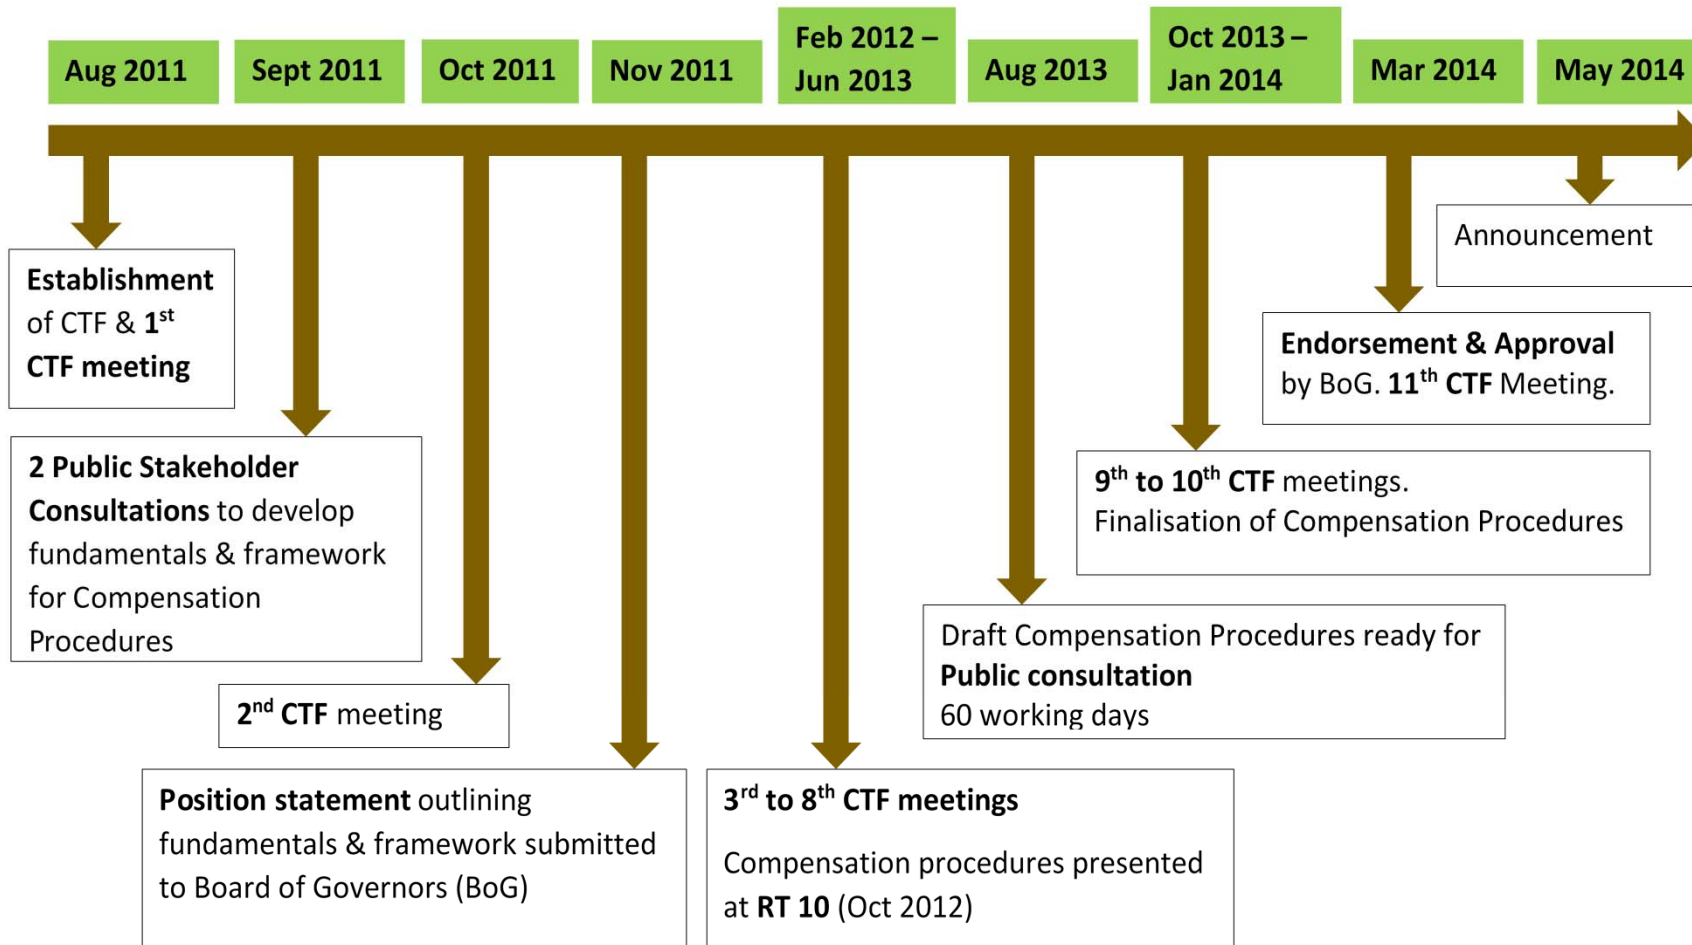 Aug 2011
Sept 2011
Oct 2011
Nov 2011
Feb 2012 –
Jun 2013
Aug 2013
Oct 2013 –
Jan 2014
Mar 2014
May 2014
Establishment
of CTF & 1st
CTF meeting
2 Public Stakeholder
Consultations to develop
fundamentals & framework
for Compensation
Procedures
2nd CTF meeting
Position statement outlining
fundamentals & framework submitted
to Board of Governors (BoG)
3rd to 8th CTF meetings
Compensation procedures presented
at RT 10 (Oct 2012)
Draft Compensation Procedures ready for
Public consultation
60 working days
9th to 10th CTF meetings.
Finalisation of Compensation Procedures
Endorsement & Approval
by BoG. 11th CTF Meeting.
Announcement